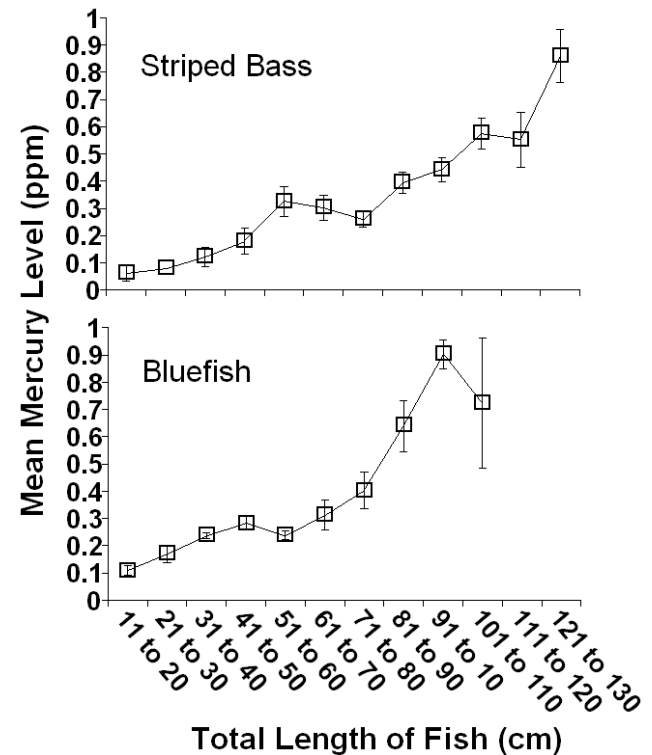 Mean Mercury Level (ppm)
1
0.9
0.8
0.7
0.6
0.5
0.4
0.3
0.2
0.1
0
Striped Bass
1
0.9
0.8
0.7
0.6
0.5
0.4
0.3
0.2
0.1
0
Bluefish
11 to 20
21 to 30
31 to 40
41 to 50
51 to 60
61 to 70
71 to 80
81 to 90
91 to 10
101 to 110
111 to 120
121 to 130
Total Length of Fish (cm)